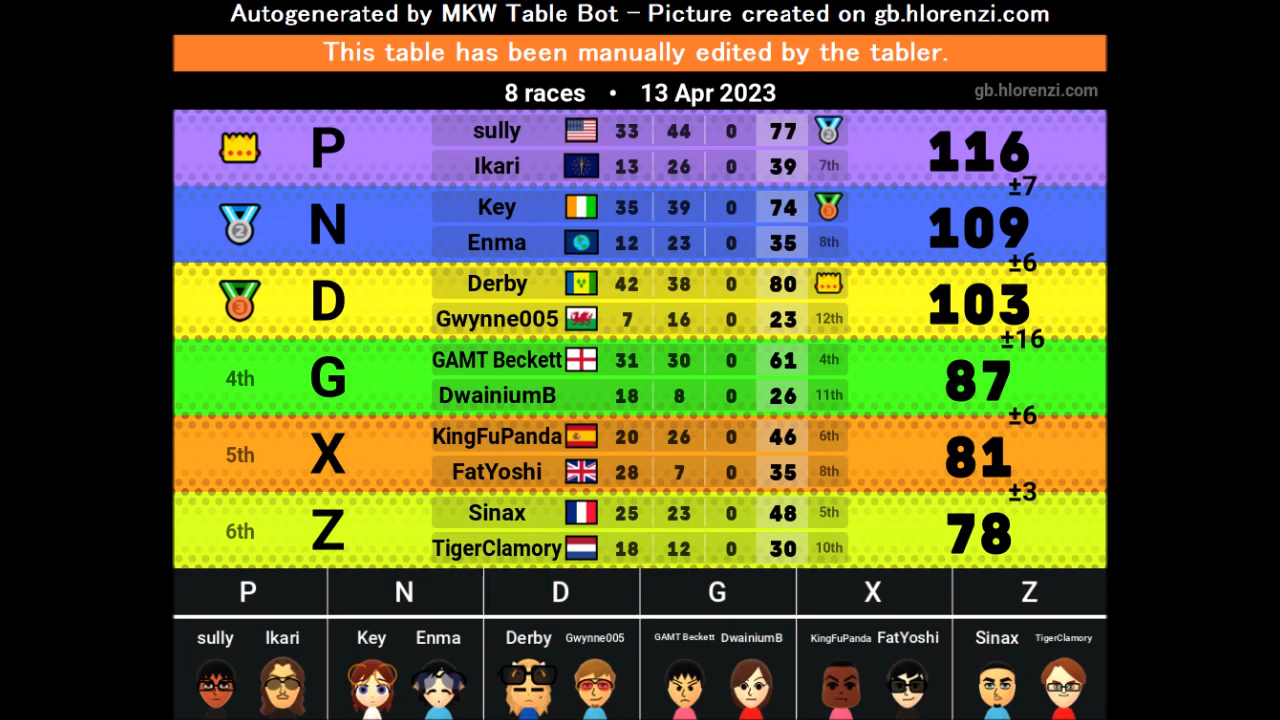 Autogenerated by MKW Table Bot - Picture created on gb.hlorenzi.com
This table has been manually edited by the tabler.
8 races • 13 Apr 2023 gb.hlorenzi.com
P sully 33 44 0 77 2 116
Ikari 13 26 0 39 7th
±7
2 N Key 35 39 0 74 3 109
Enma 12 23 0 35 8th
±6
3 D Derby 42 38 0 80 103
Gwynne005 7 16 0 23 12th
±16
4th G GAMT Beckett 31 30 0 61 4th 87
DwainiumB 18 8 0 26 11th
±6
5th X KingFuPanda 20 26 0 46 6th 81
FatYoshi 28 7 0 35 8th
±3
6th Z Sinax 25 23 0 48 5th 78
TigerClamory 18 12 0 30 10th
P N D G X Z
sully Ikari Key Enma Derby Gwynne005 GAMT Beckett DwainiumB KingFuPanda FatYoshi Sinax TigerClamory